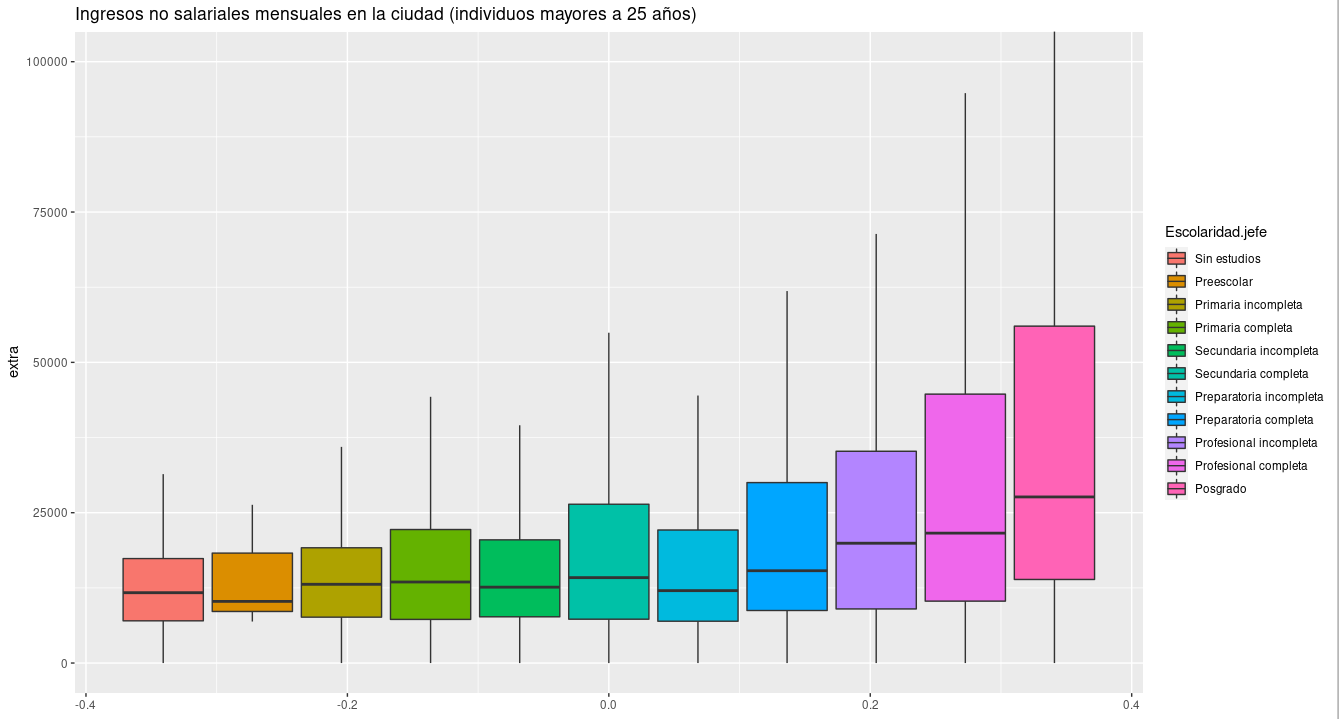 Ingresos no salariales mensuales en la ciudad (individuos mayores a 25 años)
100000
75000
50000
25000
0
extra
-0.4
-0.2
0.0
0.2
0.4
Escolaridad.jefe
Sin estudios
Preescolar
Primaria incompleta
Primaria completa
Secundaria incompleta
Secundaria completa
Preparatoria incompleta
Preparatoria completa
Profesional incompleta
Profesional completa
Posgrado